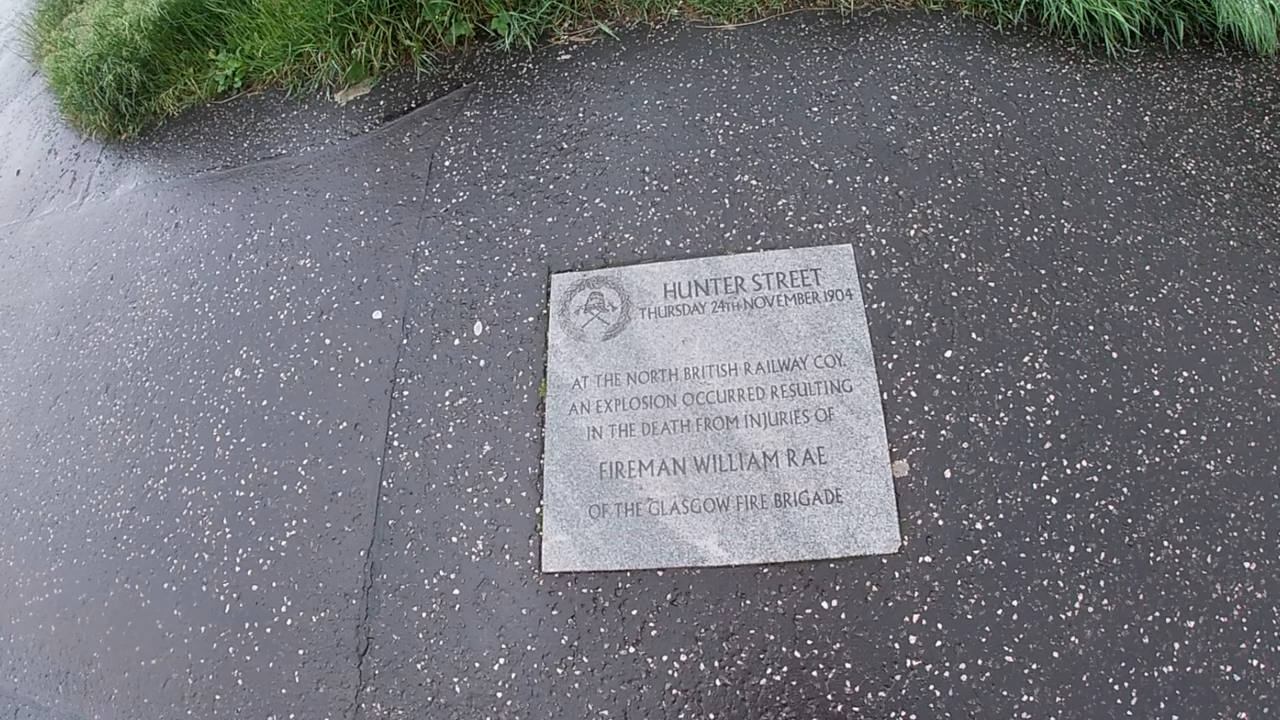 HUNTER STREET
THURSDAY 24TH NOVEMBER 1904
AT THE NORTH BRITISH RAILWAY COY.
AN EXPLOSION OCCURRED RESULTING
IN THE DEATH FROM INJURIES OF
FIREMAN WILLIAM RAE
OF THE GLASGOW FIRE BRIGADE